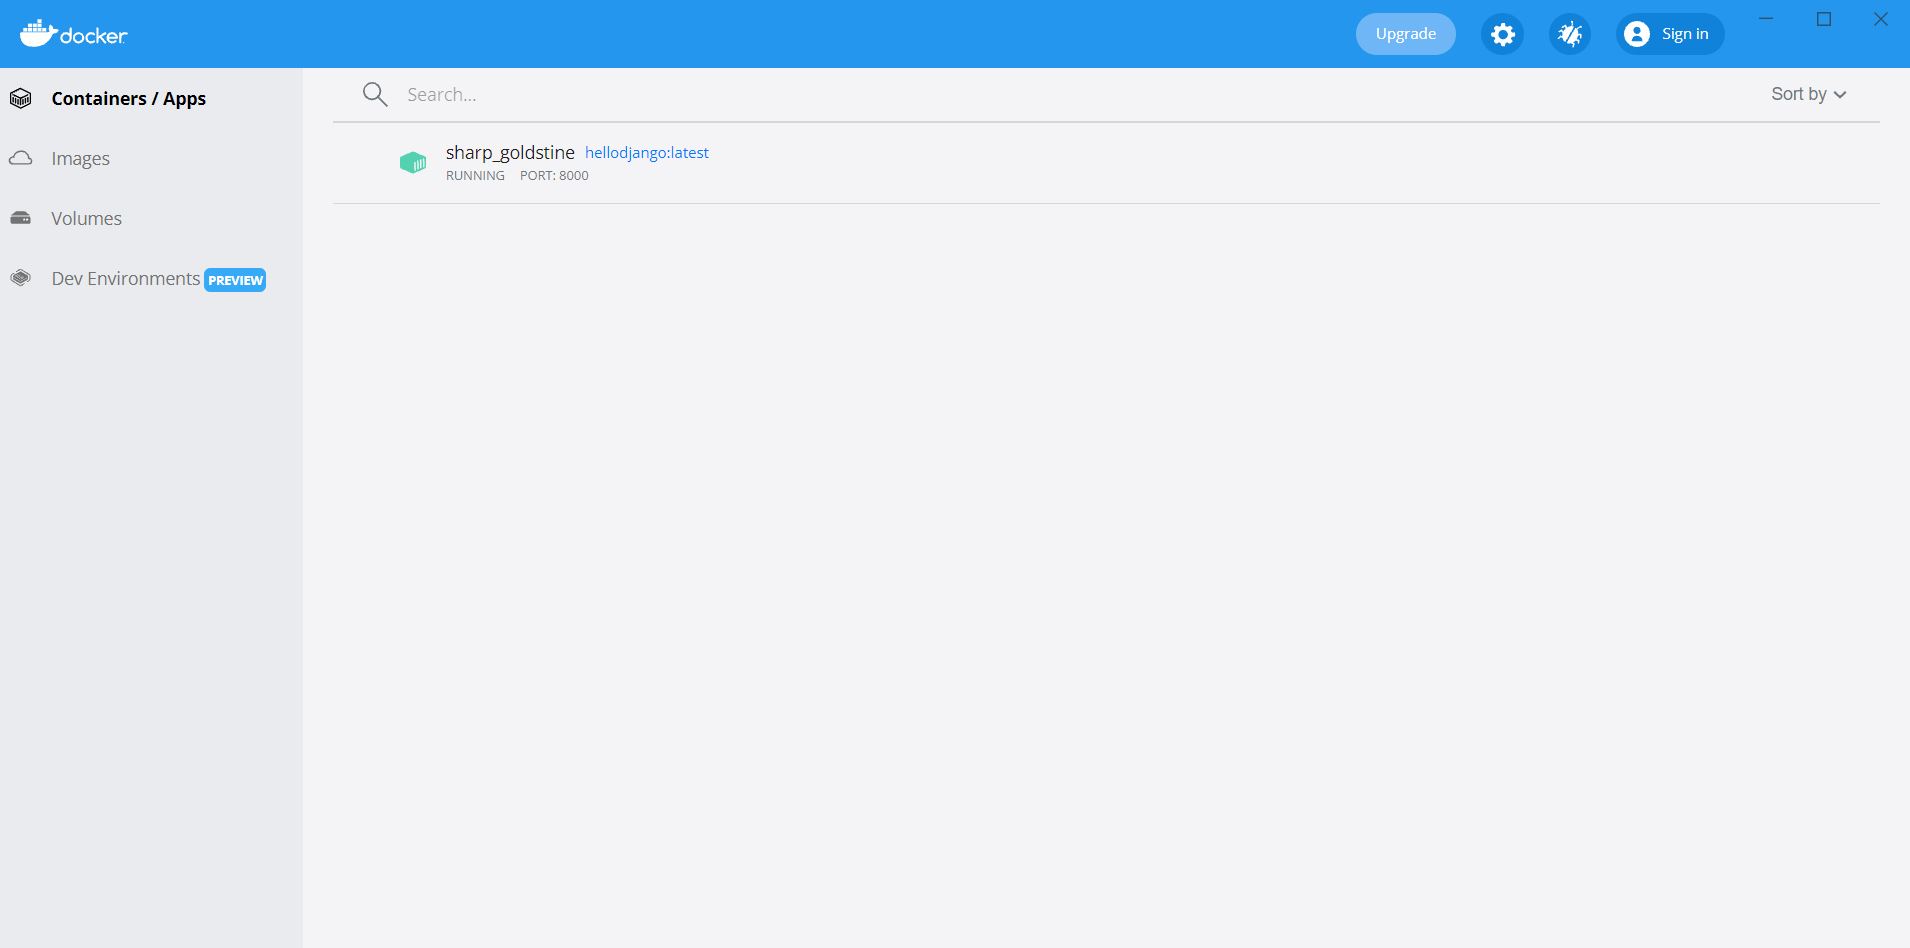 docker
Upgrade
Sign in
Containers / Apps
Images
Volumes
Dev Environments PREVIEW
Search...
Sort by
sharp_goldstine hellodjango:latest
RUNNING PORT: 8000